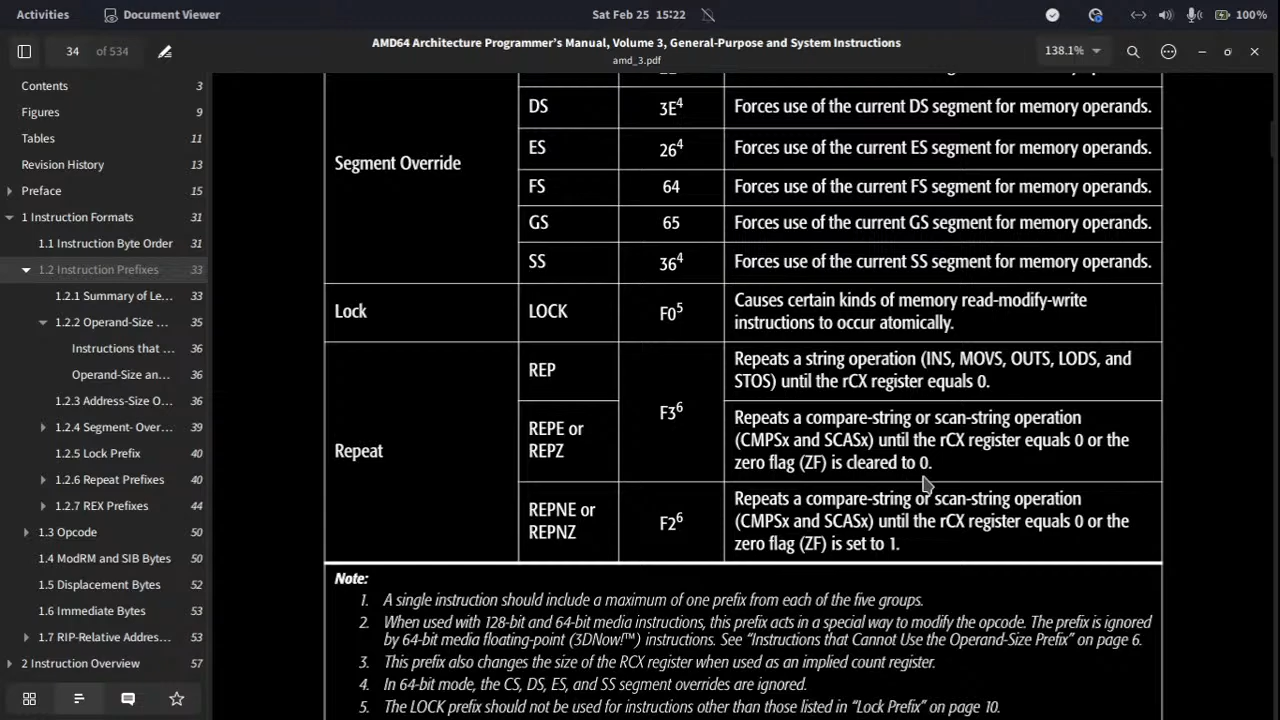 Activities
Document Viewer
Sat Feb 25 15:22
100%
34 of 534
AMD64 Architecture Programmer's Manual, Volume 3, General-Purpose and System Instructions
amd_3.pdf
138.1%
Contents 3
Figures 9
Tables 11
Revision History 13
Preface 15
1 Instruction Formats 31
1.1 Instruction Byte Order 31
1.2 Instruction Prefixes 33
1.2.1 Summary of Le... 33
1.2.2 Operand-Size ... 35
Instructions that ... 36
Operand-Size an... 36
1.2.3 Address-Size O... 36
1.2.4 Segment- Over... 39
1.2.5 Lock Prefix 40
1.2.6 Repeat Prefixes 40
1.2.7 REX Prefixes 44
1.3 Opcode 50
1.4 ModRM and SIB Bytes 50
1.5 Displacement Bytes 52
1.6 Immediate Bytes 53
1.7 RIP-Relative Addres... 53
2 Instruction Overview 57
Segment Override
DS 3E4 Forces use of the current DS segment for memory operands.
ES 264 Forces use of the current ES segment for memory operands.
FS 64 Forces use of the current FS segment for memory operands.
GS 65 Forces use of the current GS segment for memory operands.
SS 364 Forces use of the current SS segment for memory operands.
Lock LOCK F05 Causes certain kinds of memory read-modify-write
instructions to occur atomically.
Repeat
REP
F36
Repeats a string operation (INS, MOVS, OUTS, LODS, and
STOS) until the rCX register equals 0.
REPE or
REPZ
Repeats a compare-string or scan-string operation
(CMPSx and SCASx) until the rCX register equals 0 or the
zero flag (ZF) is cleared to 0.
REPNE or
REPNZ
F26
Repeats a compare-string or scan-string operation
(CMPSx and SCASx) until the rCX register equals 0 or the
zero flag (ZF) is set to 1.
Note:
1. A single instruction should include a maximum of one prefix from each of the five groups.
2. When used with 128-bit and 64-bit media instructions, this prefix acts in a special way to modify the opcode. The prefix is ignored
by 64-bit media floating-point (3DNow!™) instructions. See "Instructions that Cannot Use the Operand-Size Prefix" on page 6.
3. This prefix also changes the size of the RCX register when used as an implied count register.
4. In 64-bit mode, the CS, DS, ES, and SS segment overrides are ignored.
5. The LOCK prefix should not be used for instructions other than those listed in "Lock Prefix" on page 10.